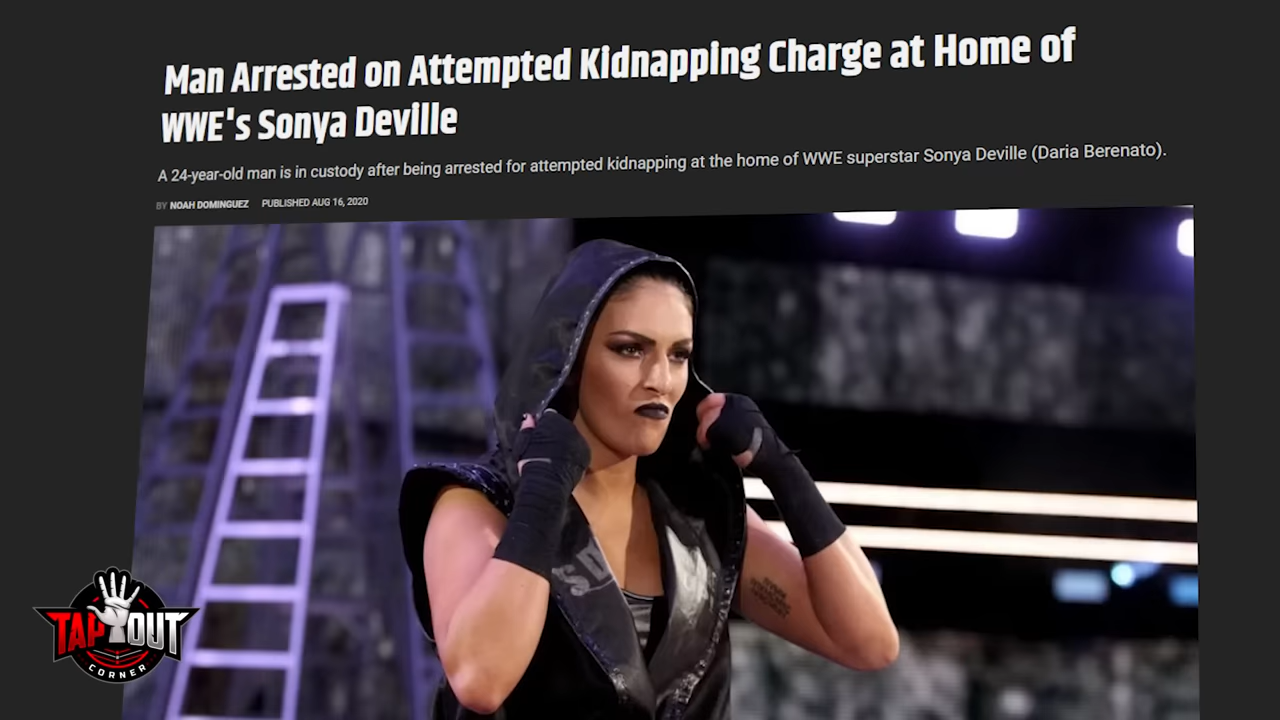 Man Arrested on Attempted Kidnapping Charge at Home of
WWE's Sonya Deville
A 24-year-old man is in custody after being arrested for attempted kidnapping at the home of WWE superstar Sonya Deville (Daria Berenato).
BY NOAH DOMINGUEZ PUBLISHED AUG 16, 2020
TAP OUT
CORNER